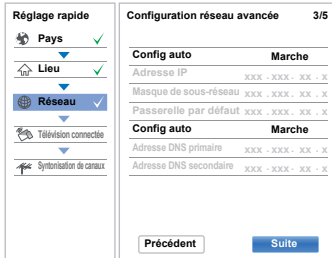 Réglage rapide
Pays
Lieu
Réseau
Télévision connectée
Syntonisation de canaux
Configuration réseau avancée 3/5
Config auto Marche
Adresse IP xxx . xxx . xx . x
Masque de sous-réseau xxx . xxx . xx . x
Passerelle par défaut xxx . xxx . xx . x
Config auto Marche
Adresse DNS primaire xxx . xxx . xx . x
Adresse DNS secondaire xxx . xxx . xx . x
Précédent Suite